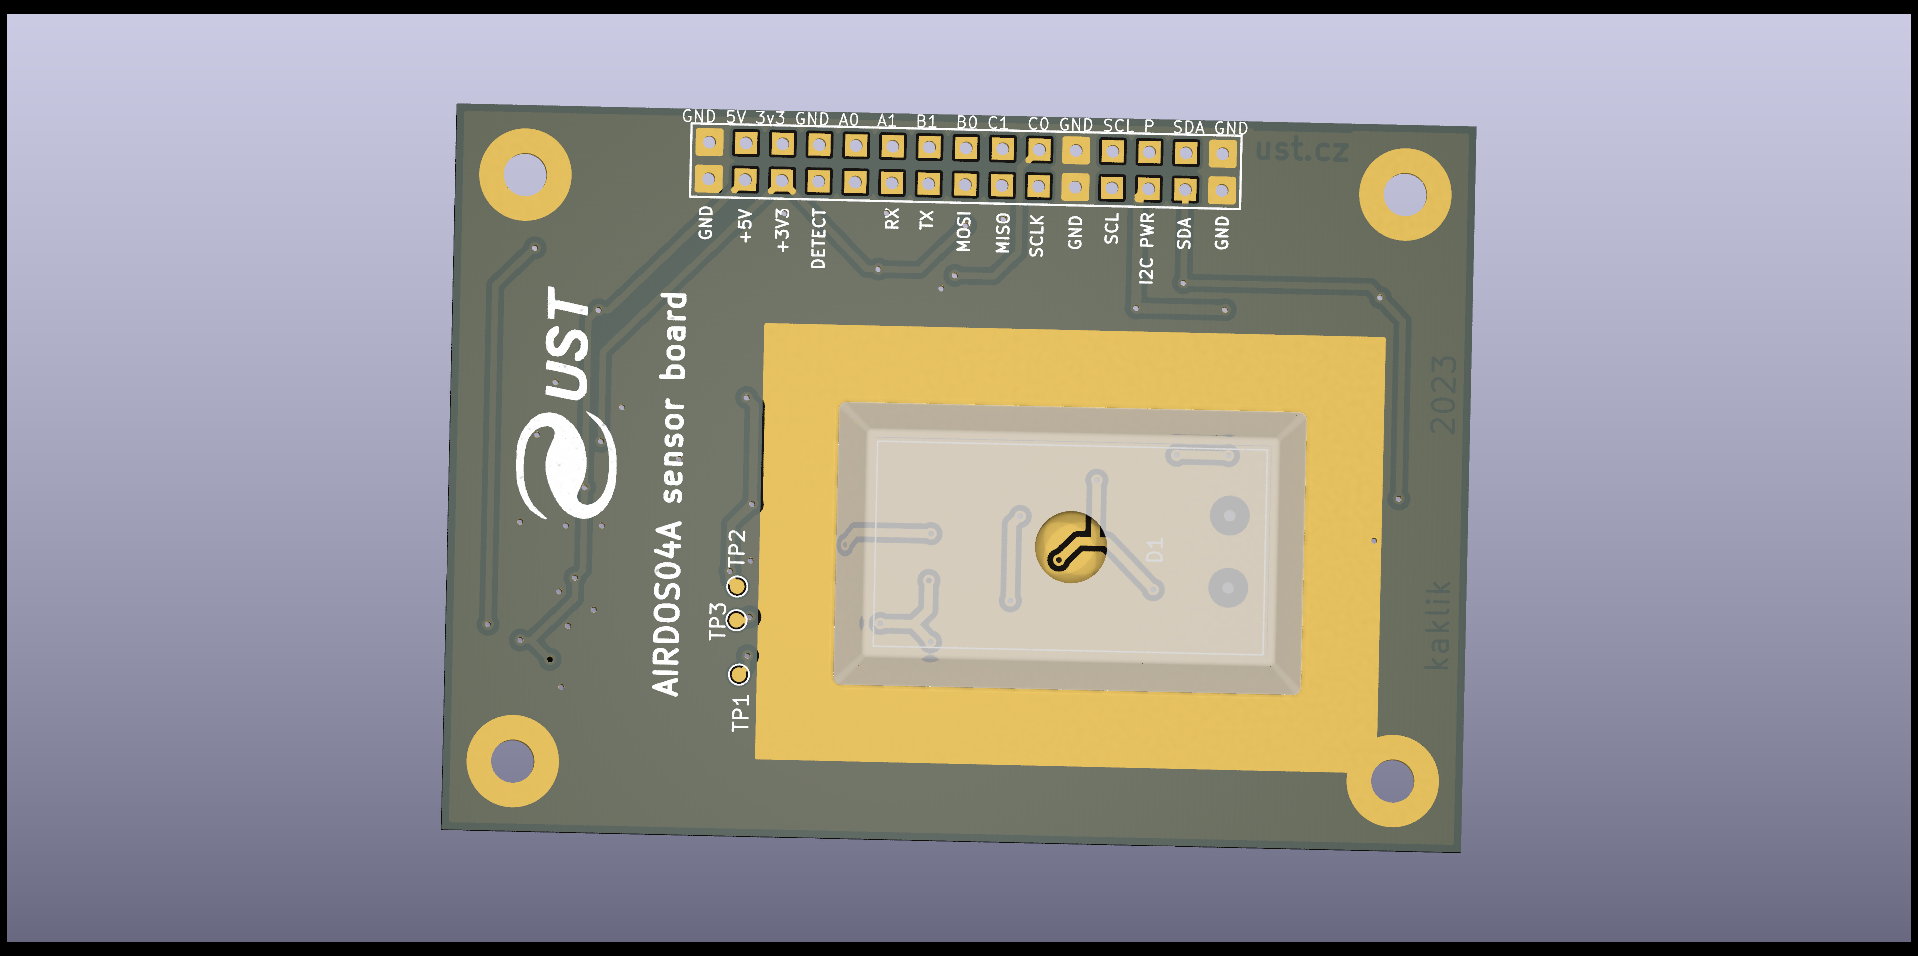 GND 5V 3v3 GND A0 A1 B1 B0 C1 C0 GND SCL P SDA GND
ust.cz
GND +5V +3V3 DETECT RX TX MOSI MISO SCLK GND SCL I2C PWR SDA GND
UST
AIRDOS04A sensor board
2023
TP2
D1
TP3
kaklik
TP1